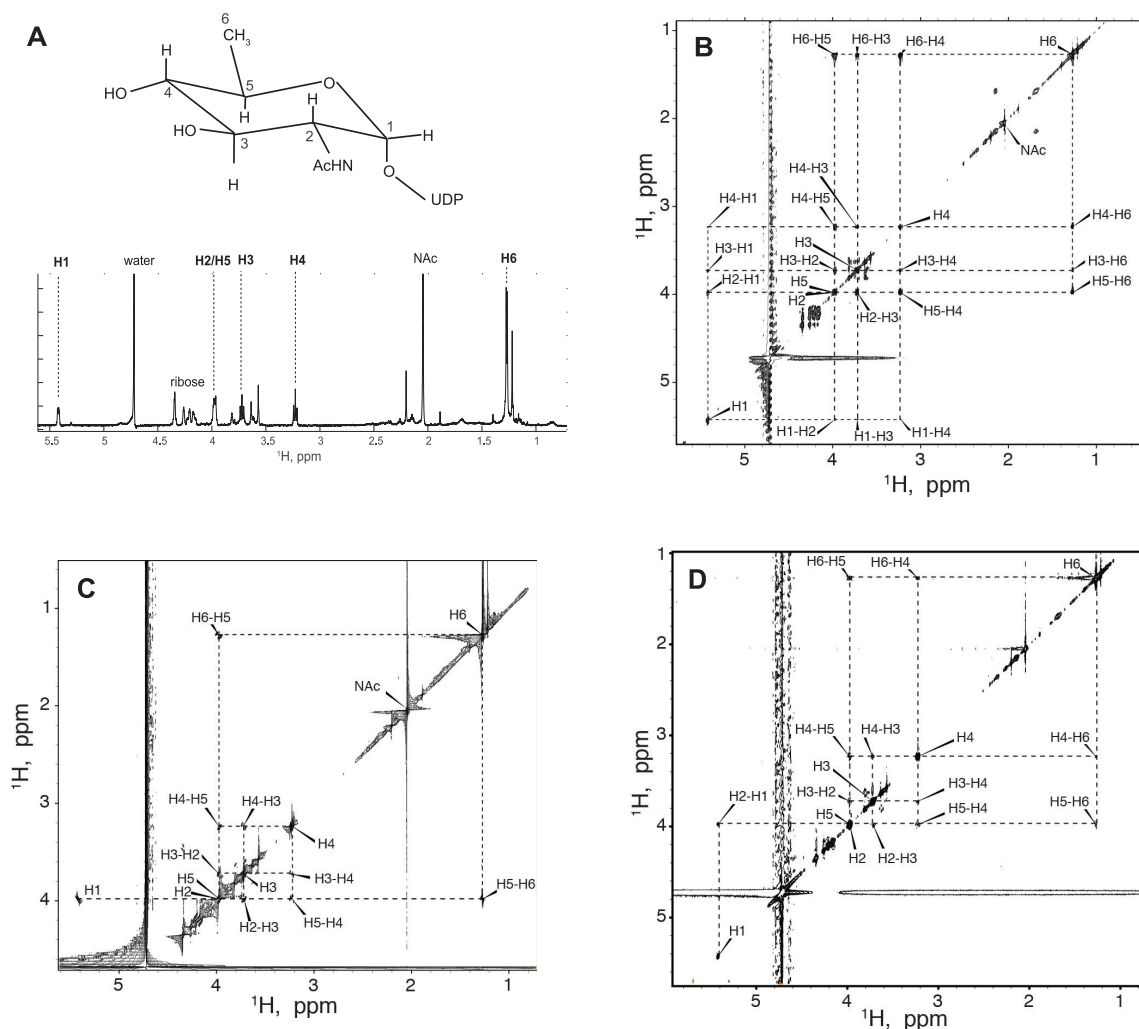 A
6
CH3
H
4
HO
5
H
O
H
HO
3
2
1
H
H
AcHN
O
UDP
H1
water
H2/H5
H3
H4
NAc
H6
ribose
5.5
5
4.5
4
3.5
3
2.5
2
1.5
1
1H, ppm
B
H6-H5
H6-H3
H6-H4
H6
NAc
H4-H3
H4-H1
H4-H5
H4
H4-H6
H3
H3-H1
H3-H2
H3-H4
H3-H6
H2-H1
H5
H2
H2-H3
H5-H4
H5-H6
H1
H1-H2
H1-H3
H1-H4
1
2
3
4
5
1H, ppm
5
4
3
2
1
1H, ppm
C
H6-H5
H6
NAc
H4-H5
H4-H3
H4
H3-H2
H3
H3-H4
H1
H5
H2
H2-H3
H5-H4
H5-H6
1
2
3
4
1H, ppm
5
4
3
2
1
1H, ppm
D
H6-H5
H6-H4
H6
H4-H5
H4-H3
H4
H4-H6
H3
H2-H1
H3-H2
H3-H4
H5
H5-H4
H5-H6
H2
H2-H3
H1
1
2
3
4
5
1H, ppm
5
4
3
2
1
1H, ppm